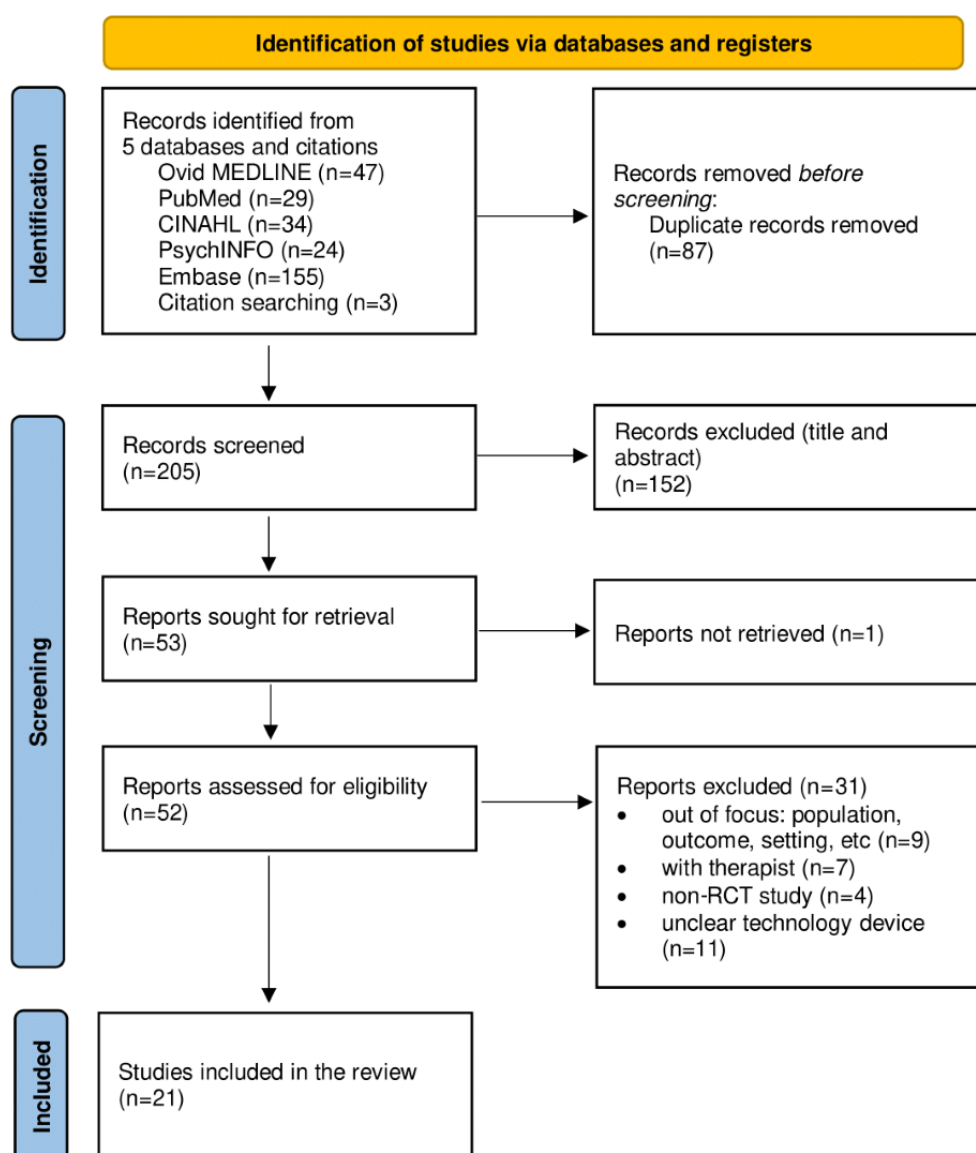 Identification of studies via databases and registers
Identification
Records identified from
5 databases and citations
Ovid MEDLINE (n=47)
PubMed (n=29)
CINAHL (n=34)
PsychINFO (n=24)
Embase (n=155)
Citation searching (n=3)
Records removed before
screening:
Duplicate records removed
(n=87)
Screening
Records screened
(n=205)
Records excluded (title and
abstract)
(n=152)
Reports sought for retrieval
(n=53)
Reports not retrieved (n=1)
Reports assessed for eligibility
(n=52)
Reports excluded (n=31)
• out of focus: population,
outcome, setting, etc (n=9)
• with therapist (n=7)
• non-RCT study (n=4)
• unclear technology device
(n=11)
Included
Studies included in the review
(n=21)